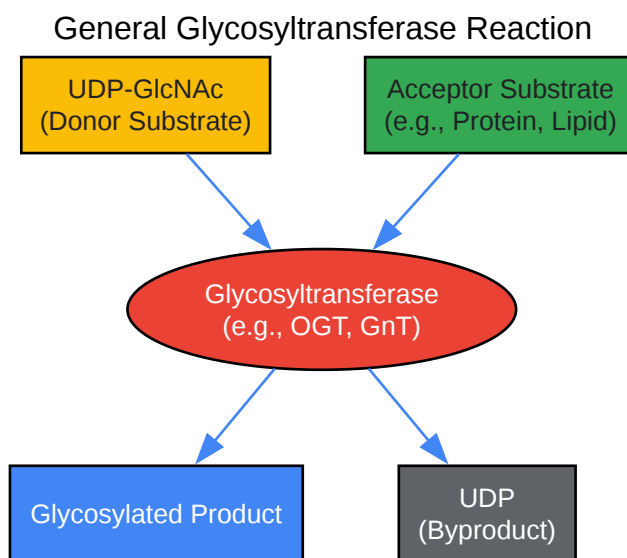 General Glycosyltransferase Reaction
UDP-GlcNAc
(Donor Substrate)
Acceptor Substrate
(e.g., Protein, Lipid)
Glycosyltransferase
(e.g., OGT, GnT)
Glycosylated Product
UDP
(Byproduct)